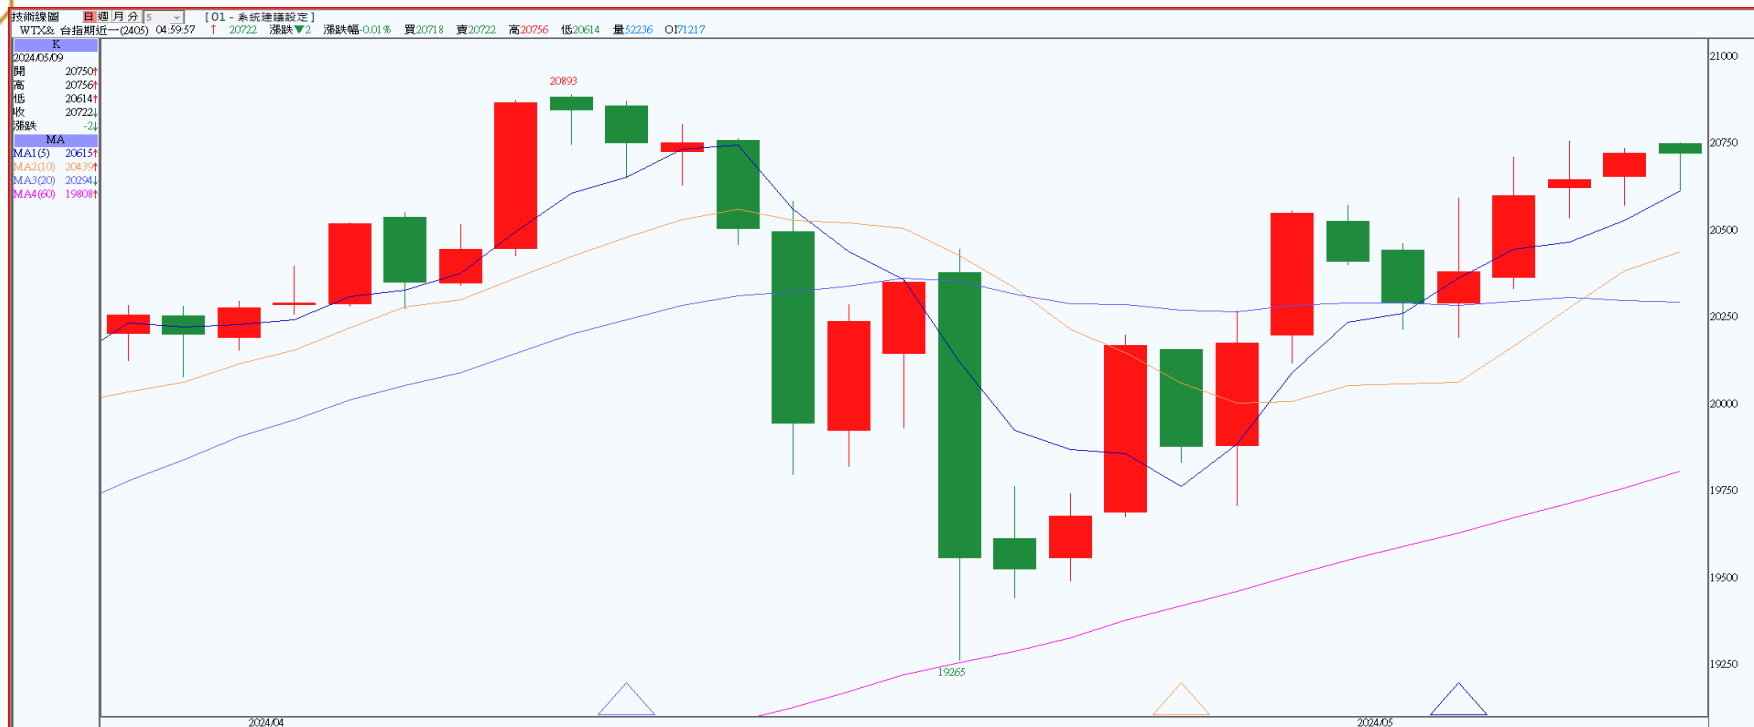 技術線圖 日 週 月 分 5 [ 01 - 系統建議設定 ]
WTX& 台指期近一(2405) 04:59:57 ↑ 20722 漲跌▼2 漲跌幅-0.01% 買20718 賣20722 高20756 低20614 量52236 OI71217
K
2024/05/09
開 20750↑
高 20756↑
低 20614↑
收 20722↓
漲跌 -2↓
MA
MA1(5) 20615↑
MA2(10) 20439↑
MA3(20) 20294↓
MA4(60) 19808↑
20893
19265
21000
20750
20500
20250
20000
19750
19500
19250
2024/04
2024/05